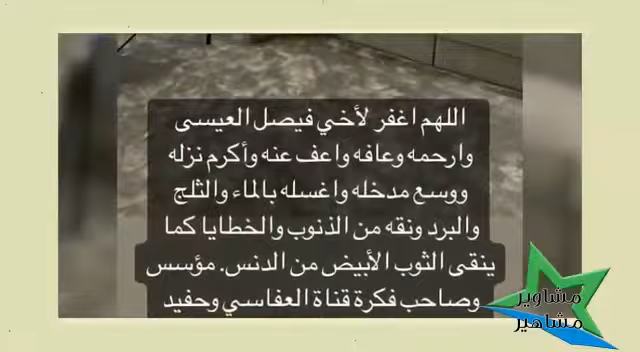 اللهم اغفر لأخي فيصل العيسى
وارحمه وعافه واعف عنه وأكرم نزله
ووسع مدخله واغسله بالماء والثلج
والبرد ونقه من الذنوب والخطايا كما
ينقى الثوب الأبيض من الدنس. مؤسس
وصاحب فكرة قناة العفاسي وحفيد
مشاوير
مشاهير